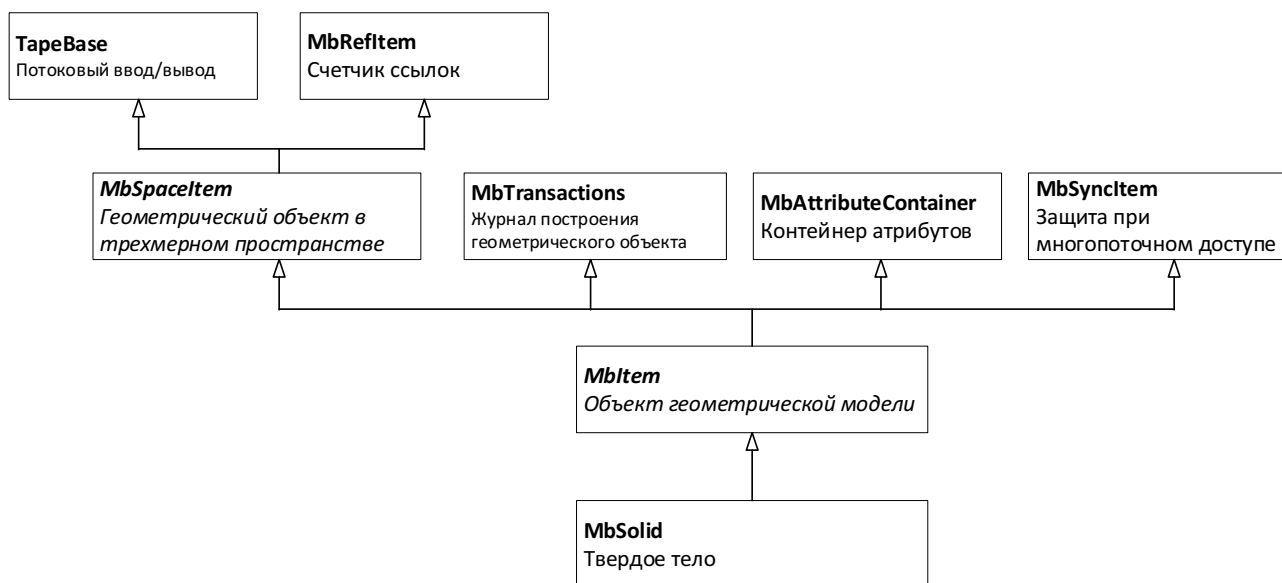 TapeBase
Потоковый ввод/вывод
MbRefItem
Счетчик ссылок
MbSpaceItem
Геометрический объект в
трехмерном пространстве
MbTransactions
Журнал построения
геометрического объекта
MbAttributeContainer
Контейнер атрибутов
MbSyncItem
Защита при
многопоточном доступе
MbItem
Объект геометрической модели
MbSolid
Твердое тело